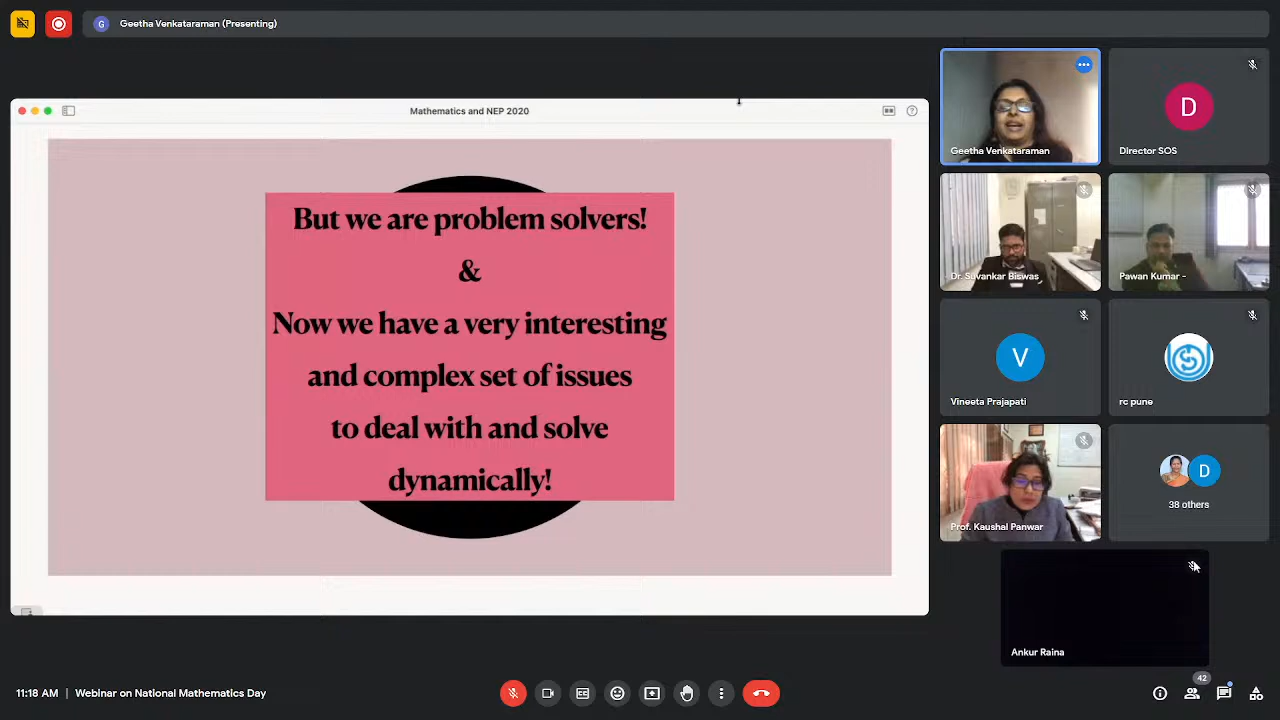 G
Geetha Venkataraman (Presenting)
Mathematics and NEP 2020
But we are problem solvers!
&
Now we have a very interesting
and complex set of issues
to deal with and solve
dynamically!
Geetha Venkataraman
D
Director SOS
Dr. Suvankar Biswas
Pawan Kumar -
V
Vineeta Prajapati
rc pune
Prof. Kaushal Panwar
D
38 others
Ankur Raina
11:18 AM | Webinar on National Mathematics Day
42